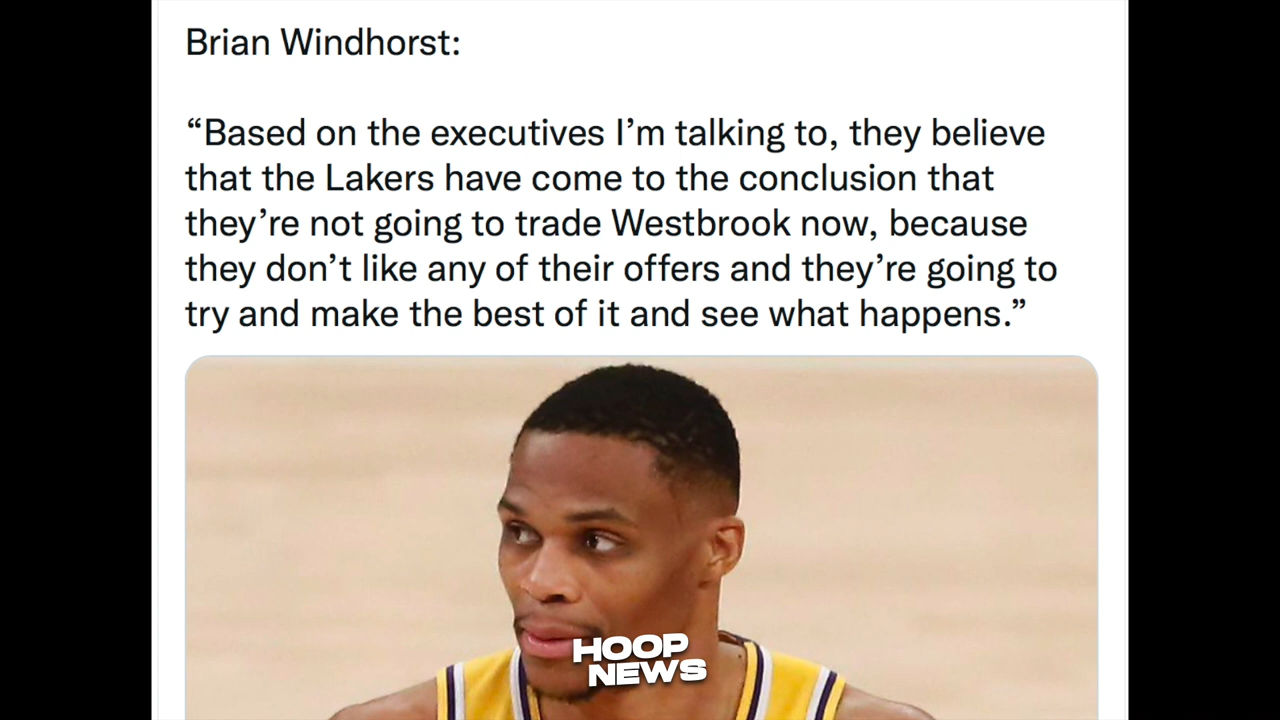 Brian Windhorst:
“Based on the executives I’m talking to, they believe
that the Lakers have come to the conclusion that
they’re not going to trade Westbrook now, because
they don’t like any of their offers and they’re going to
try and make the best of it and see what happens.”
HOOP
NEWS